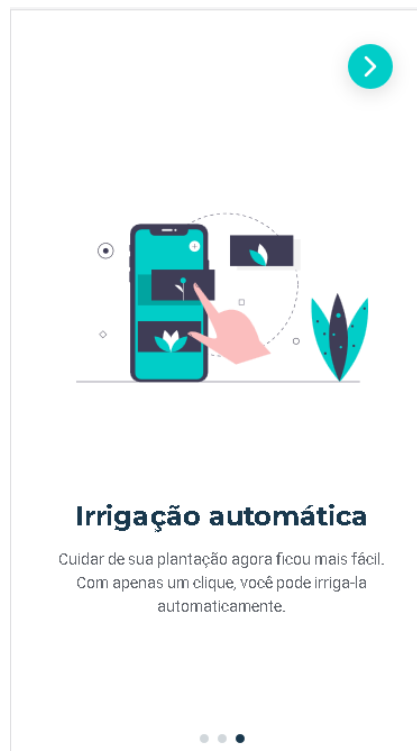 Irrigação automática
Cuidar de sua plantação agora ficou mais fácil.
Com apenas um clique, você pode irriga-la
automaticamente.